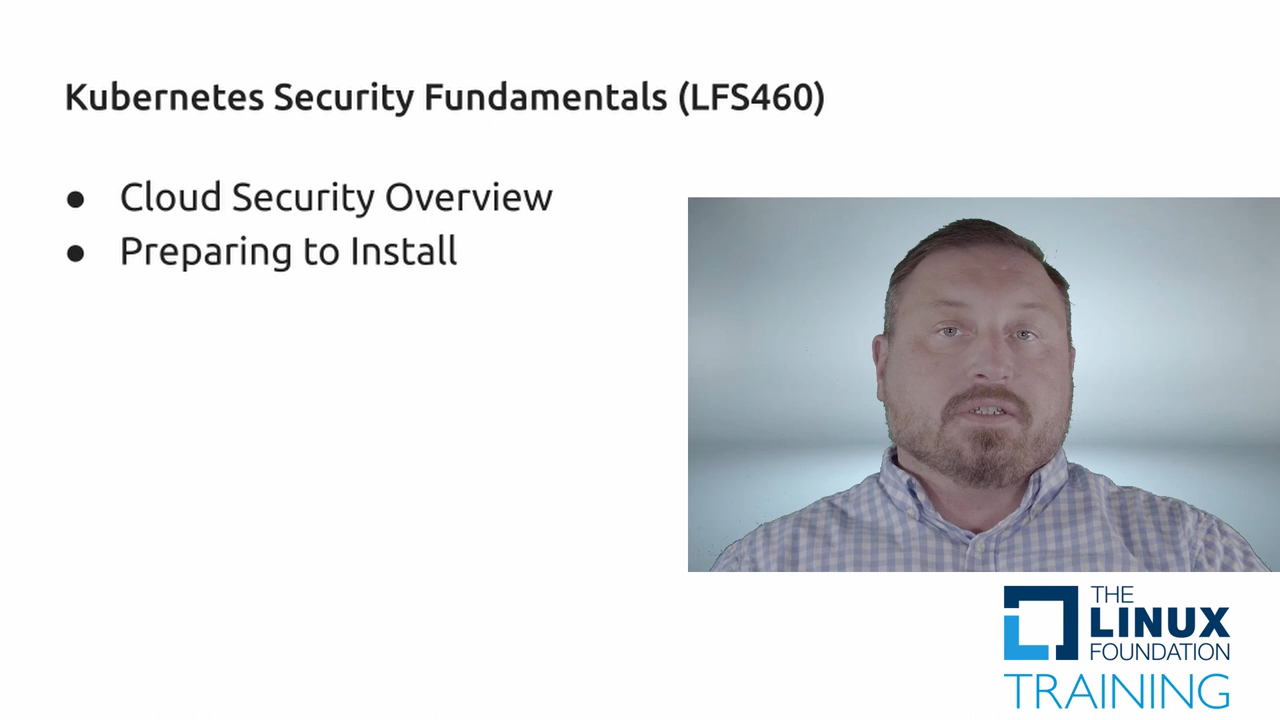 Kubernetes Security Fundamentals (LFS460)
● Cloud Security Overview
● Preparing to Install
THE
LINUX
FOUNDATION
TRAINING